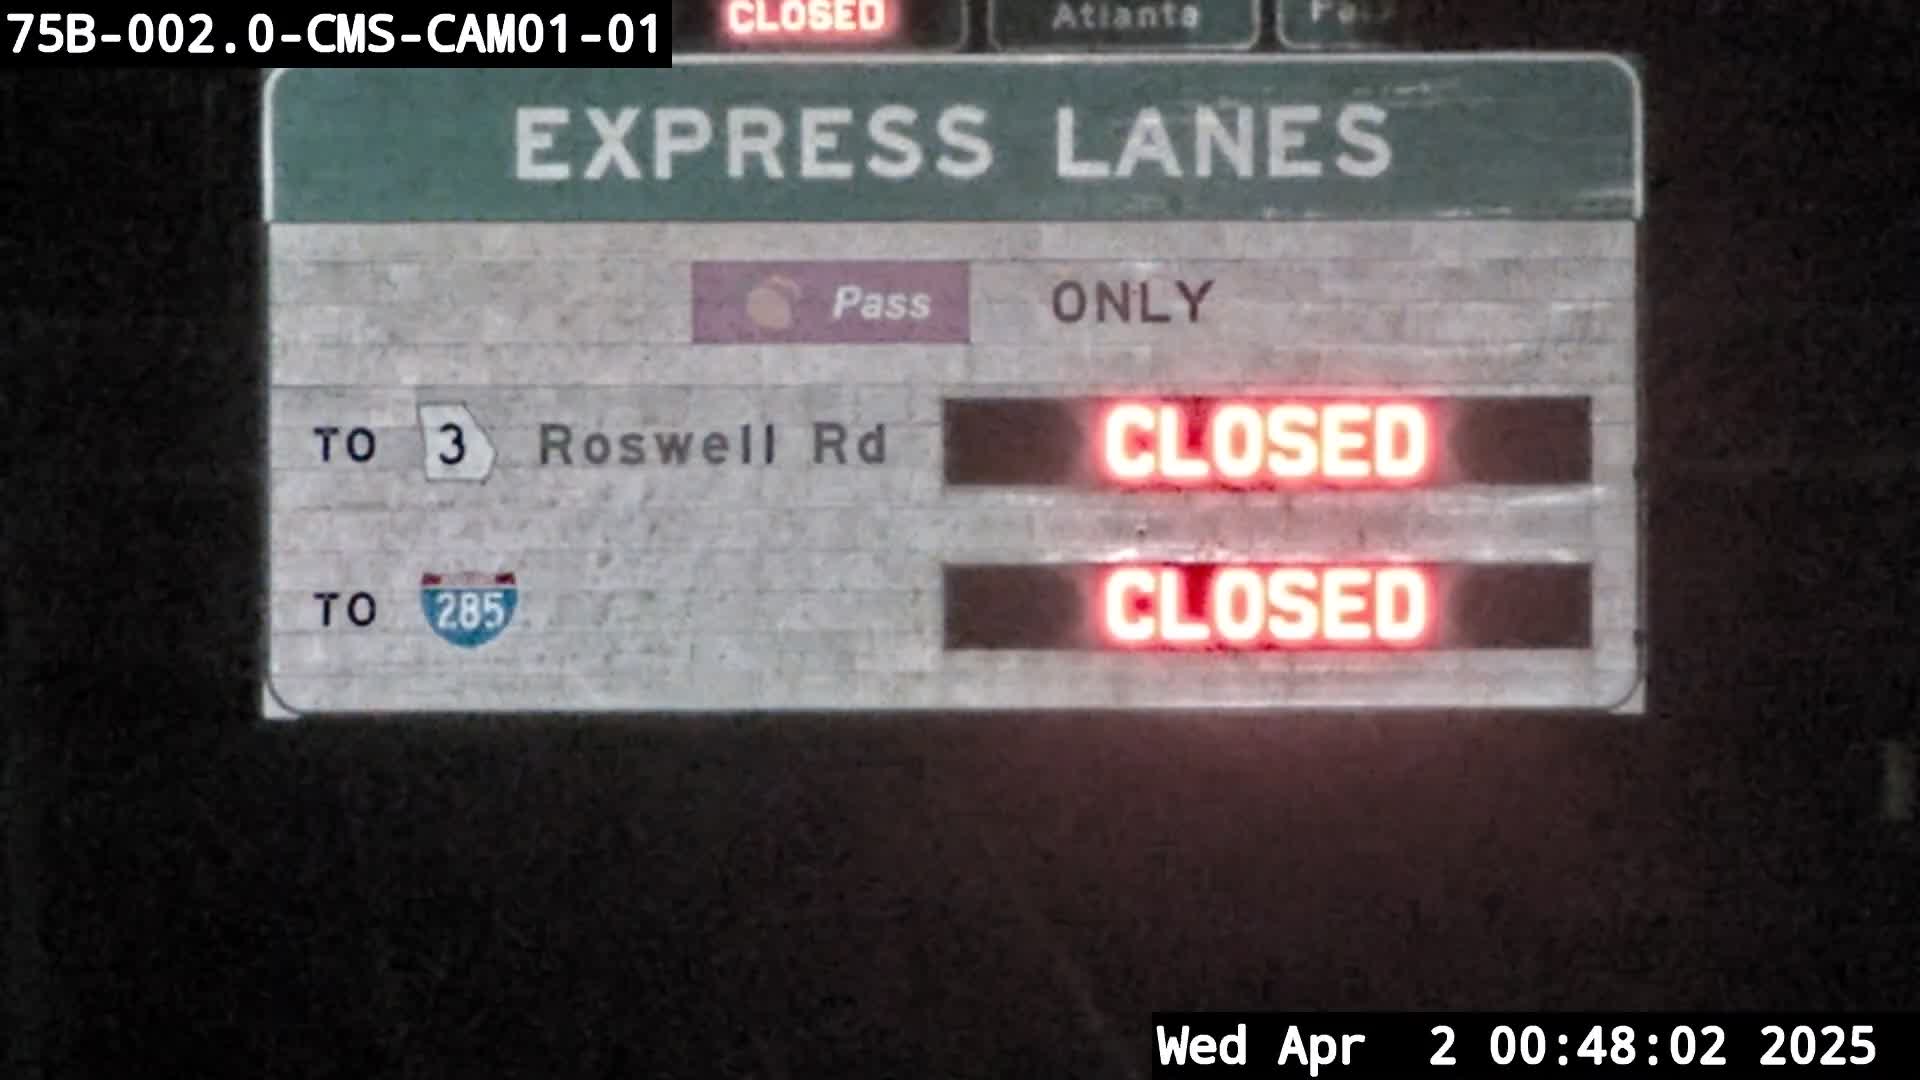 75B-002.0-CMS-CAM01-01
CLOSED
Atlanta
EXPRESS LANES
Pass ONLY
TO 3 Roswell Rd CLOSED
TO 285 CLOSED
Wed Apr 2 00:48:02 2025